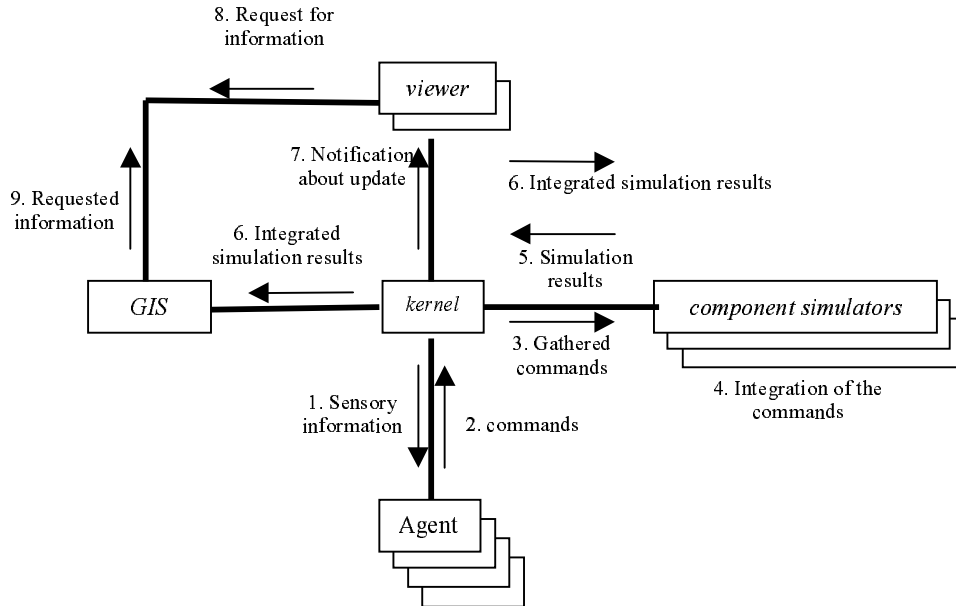 8. Request for
information
viewer
7. Notification
about update
6. Integrated simulation results
9. Requested
information
6. Integrated
simulation results
5. Simulation
results
GIS
kernel
component simulators
3. Gathered
commands
4. Integration of the
commands
1. Sensory
information
2. commands
Agent